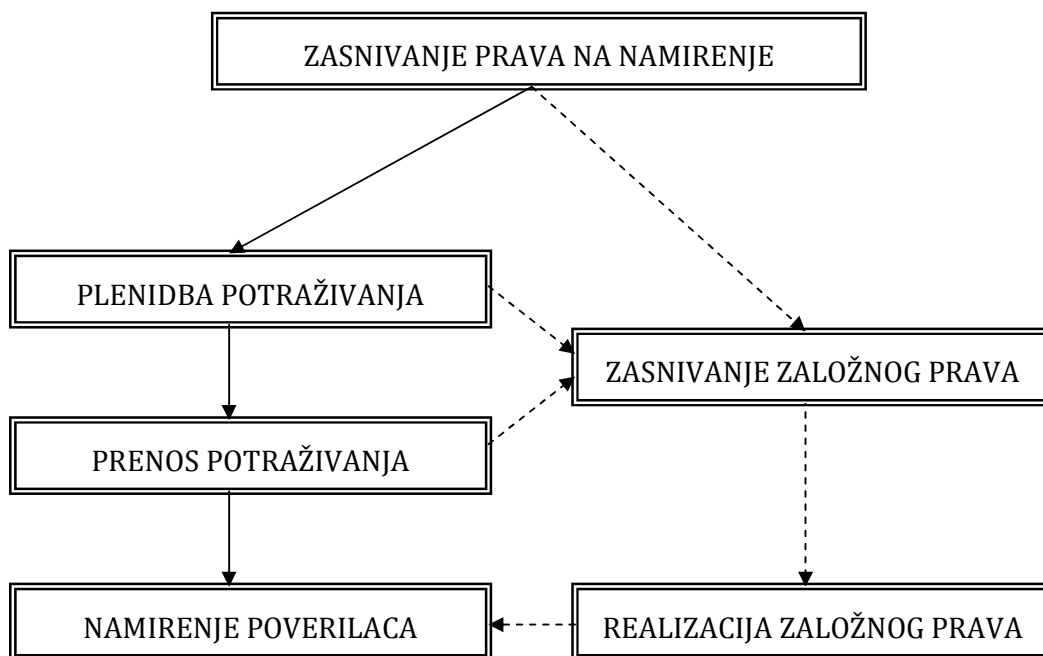 ZASNIVANJE PRAVA NA NAMIRENJE
PLENIDBA POTRAŽIVANJA
ZASNIVANJE ZALOŽNOG PRAVA
PRENOS POTRAŽIVANJA
NAMIRENJE POVERILACA
REALIZACIJA ZALOŽNOG PRAVA